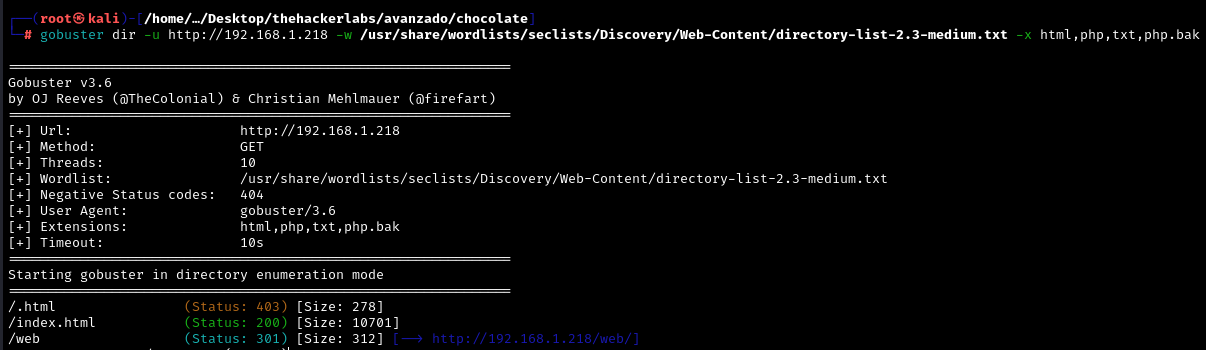 ┌──(root㉿kali)-[/home/…/Desktop/thehackerlabs/avanzado/chocolate]
└─# gobuster dir -u http://192.168.1.218 -w /usr/share/wordlists/seclists/Discovery/Web-Content/directory-list-2.3-medium.txt -x html,php,txt,php.bak
===============================================================
Gobuster v3.6
by OJ Reeves (@TheColonial) & Christian Mehlmauer (@firefart)
===============================================================
[+] Url:                     http://192.168.1.218
[+] Method:                  GET
[+] Threads:                 10
[+] Wordlist:                /usr/share/wordlists/seclists/Discovery/Web-Content/directory-list-2.3-medium.txt
[+] Negative Status codes:   404
[+] User Agent:              gobuster/3.6
[+] Extensions:              html,php,txt,php.bak
[+] Timeout:                 10s
===============================================================
Starting gobuster in directory enumeration mode
===============================================================
/.html                (Status: 403) [Size: 278]
/index.html           (Status: 200) [Size: 10701]
/web                  (Status: 301) [Size: 312] [--> http://192.168.1.218/web/]